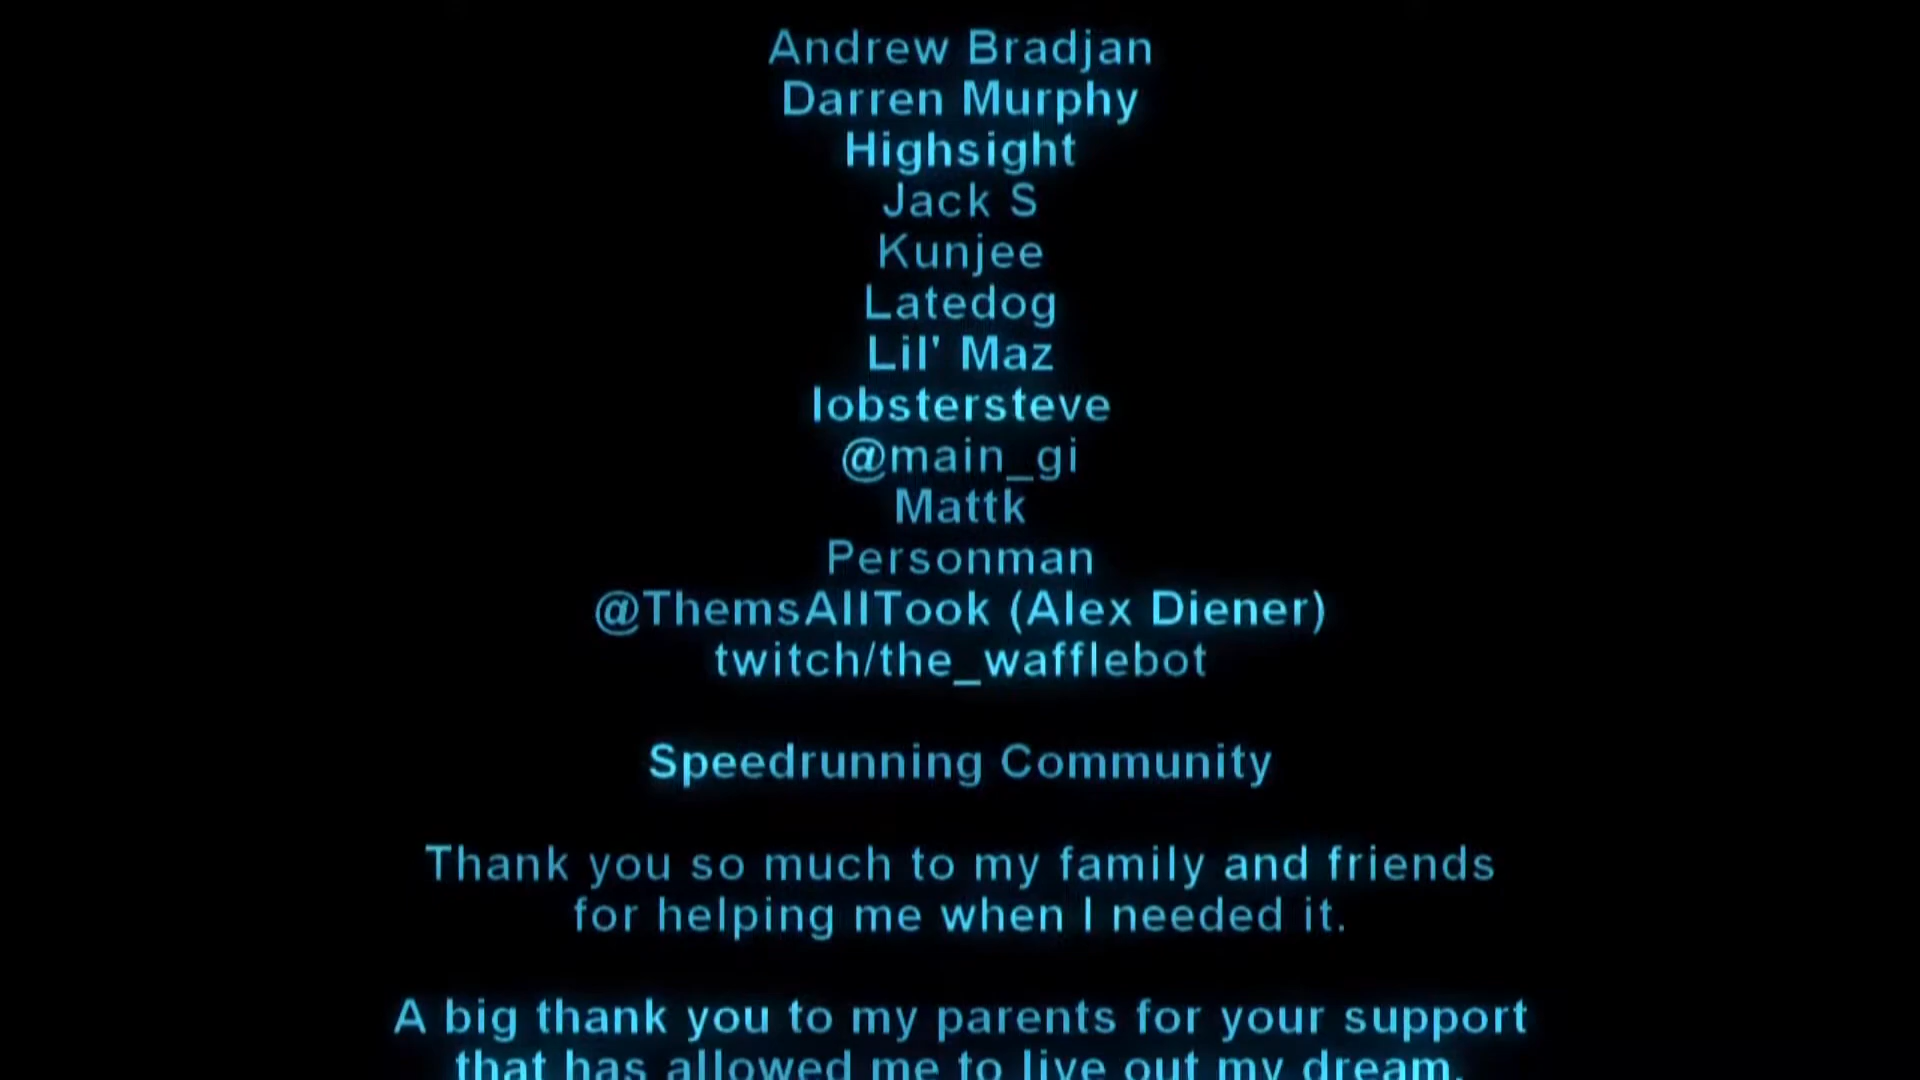 Andrew Bradjan
Darren Murphy
Highsight
Jack S
Kunjee
Latedog
Lil' Maz
lobstersteve
@main_gi
Mattk
Personman
@ThemsAllTook (Alex Diener)
twitch/the_wafflebot
Speedrunning Community
Thank you so much to my family and friends
for helping me when I needed it.
A big thank you to my parents for your support
that has allowed me to live out my dream.